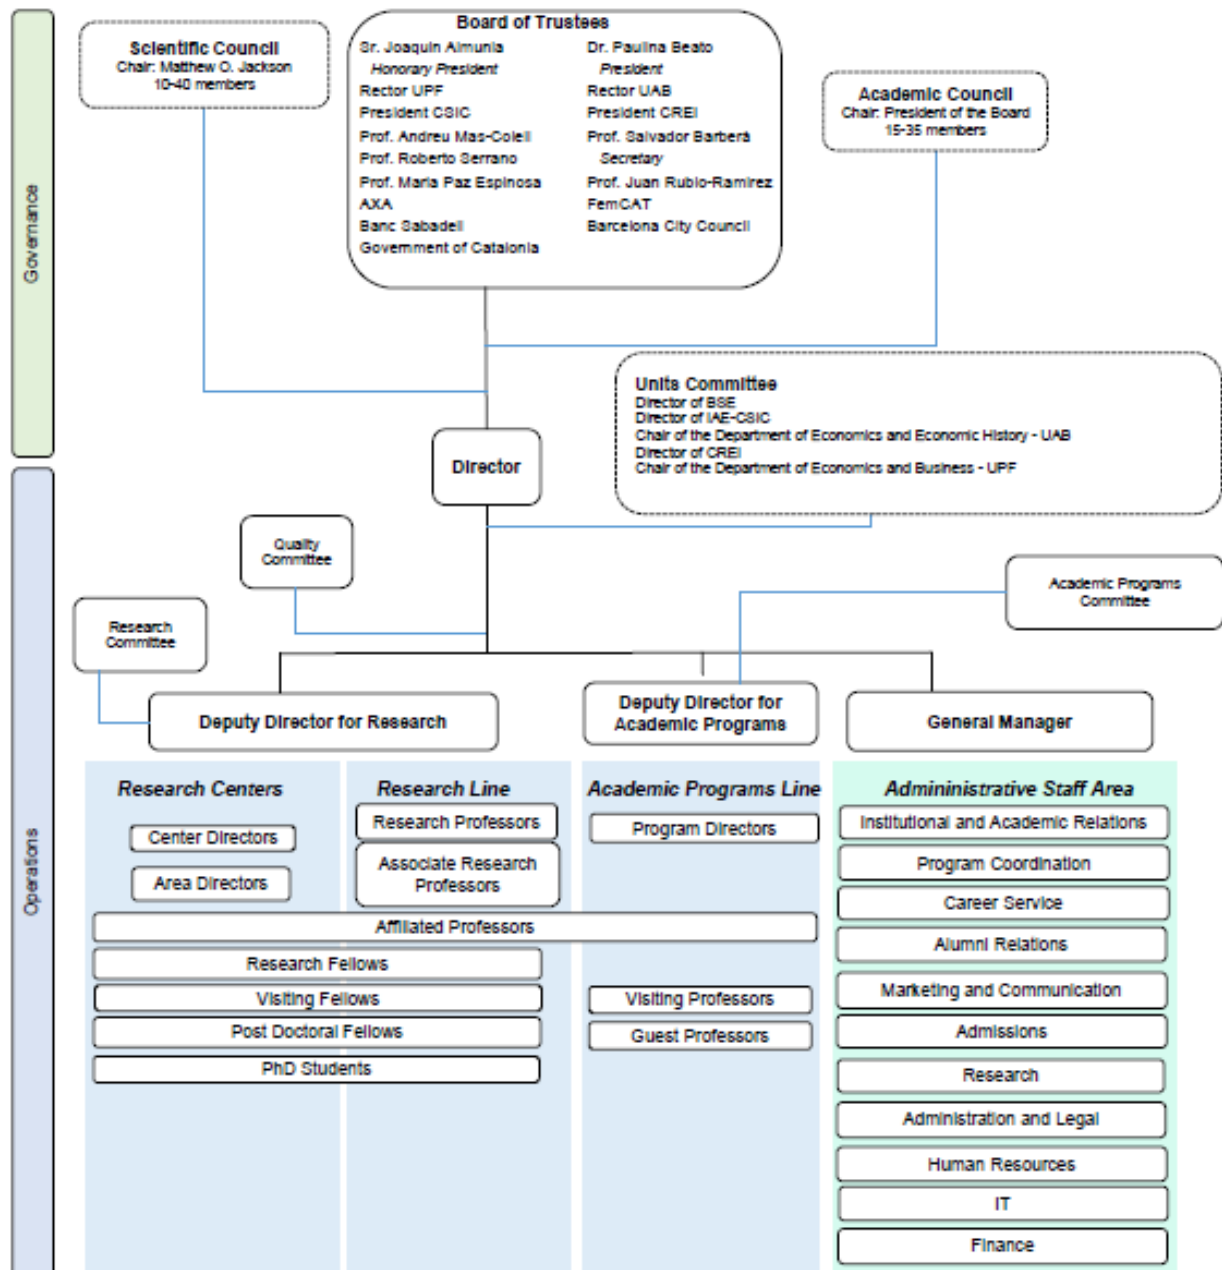 Governance
Scientific Council
Chair: Matthew O. Jackson
10-40 members
Board of Trustees
Sr. Joaquin Almunia
Honorary President
Rector UPF
President CSIC
Prof. Andreu Mas-Colell
Prof. Roberto Serrano
Prof. Maria Paz Espinosa
AXA
Banc Sabadell
Government of Catalonia
Dr. Paulina Beato
President
Rector UAB
President CREI
Prof. Salvador Barberà
Secretary
Prof. Juan Rubio-Ramirez
FemCAT
Barcelona City Council
Academic Council
Chair: President of the Board
15-35 members
Units Committee
Director of BSE
Director of IAE-CSIC
Chair of the Department of Economics and Economic History - UAB
Director of CREI
Chair of the Department of Economics and Business - UPF
Director
Operations
Quality
Committee
Research
Committee
Academic Programs
Committee
Deputy Director for Research
Deputy Director for
Academic Programs
General Manager
Research Centers
Center Directors
Area Directors
Research Line
Research Professors
Associate Research
Professors
Affiliated Professors
Research Fellows
Visiting Fellows
Post Doctoral Fellows
PhD Students
Academic Programs Line
Program Directors
Visiting Professors
Guest Professors
Admininistrative Staff Area
Institutional and Academic Relations
Program Coordination
Career Service
Alumni Relations
Marketing and Communication
Admissions
Research
Administration and Legal
Human Resources
IT
Finance